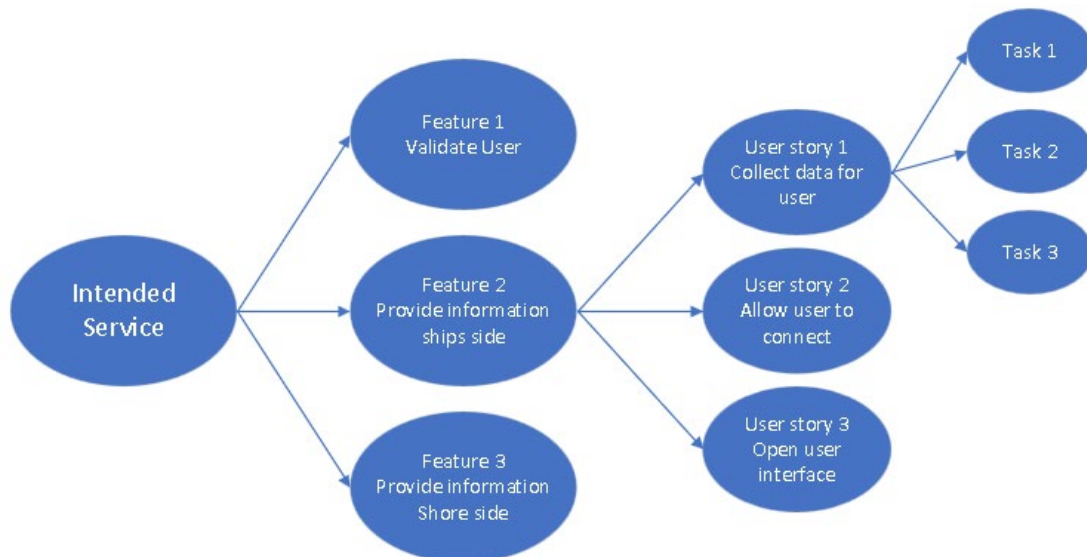 Intended
Service
Feature 1
Validate User
Feature 2
Provide information
ships side
Feature 3
Provide information
Shore side
User story 1
Collect data for
user
User story 2
Allow user to
connect
User story 3
Open user
interface
Task 1
Task 2
Task 3